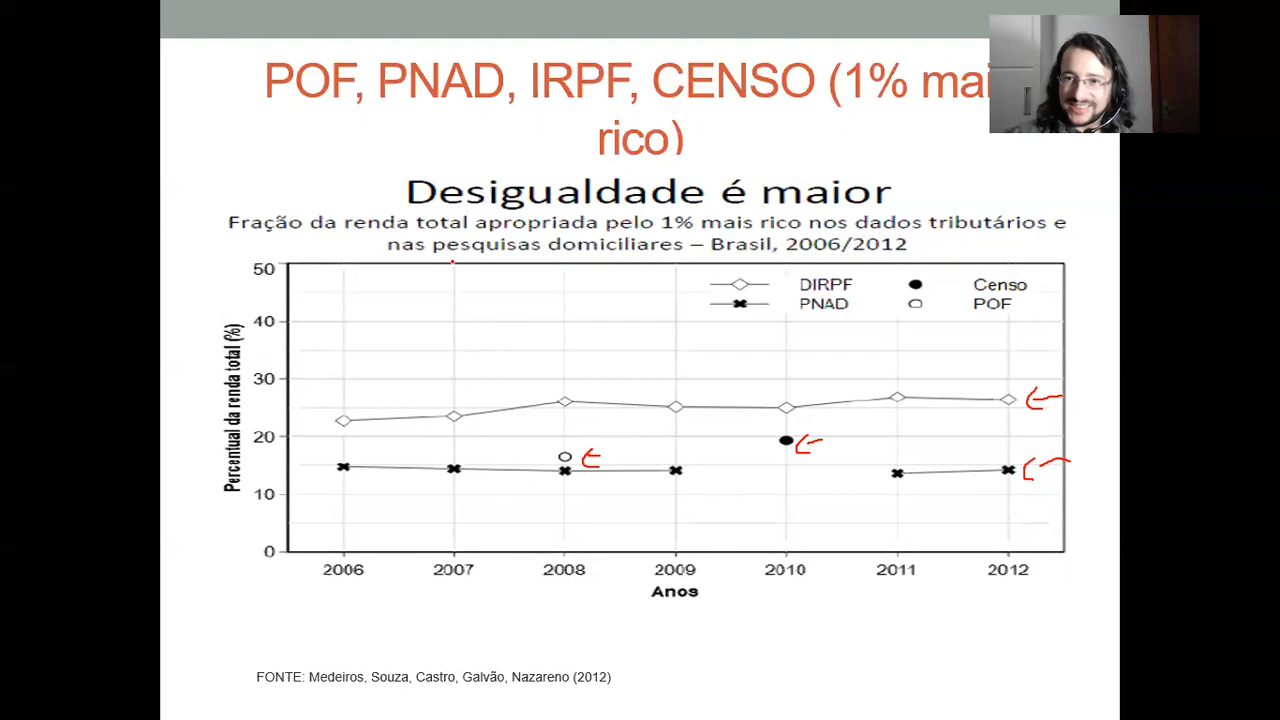 POF, PNAD, IRPF, CENSO (1% mai
rico)
Desigualdade é maior
Fração da renda total apropriada pelo 1% mais rico nos dados tributários e
nas pesquisas domiciliares – Brasil, 2006/2012
Percentual da renda total (%)
50
40
30
20
10
0
DIRPF
Censo
PNAD
POF
2006 2007 2008 2009 2010 2011 2012
Anos
FONTE: Medeiros, Souza, Castro, Galvão, Nazareno (2012)